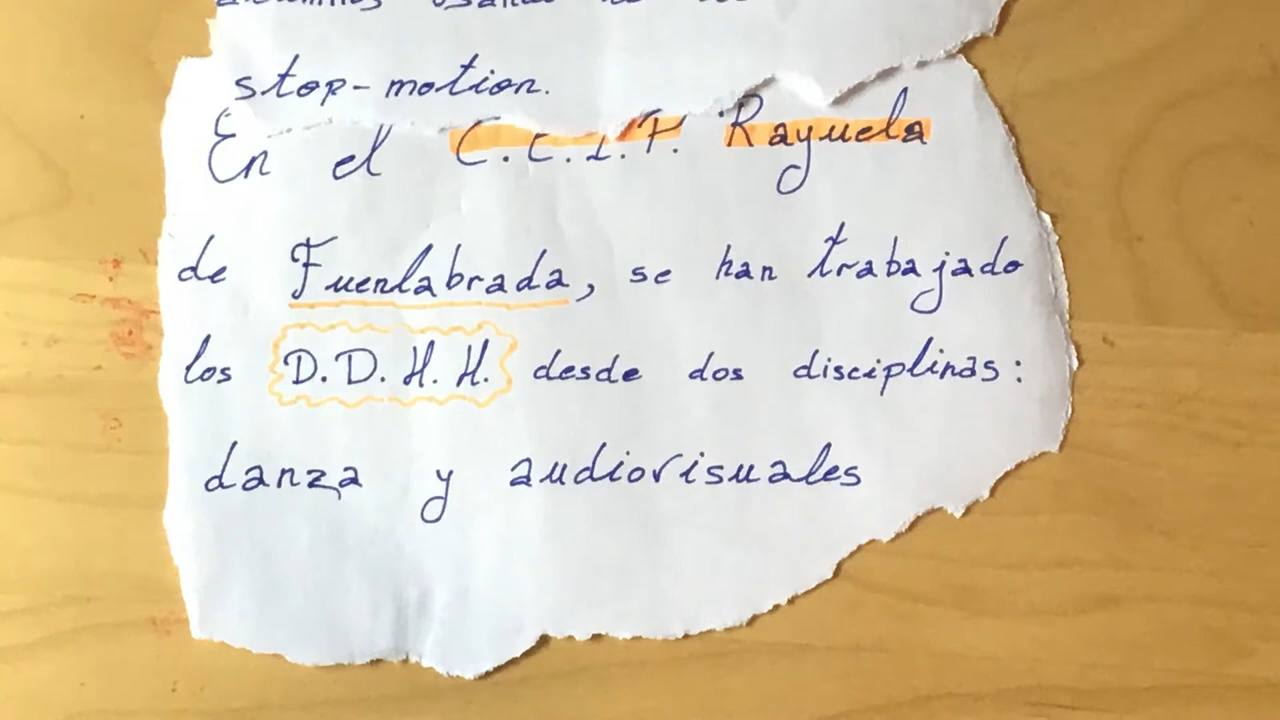 stop-motion.
En el C.E.I.P. Rayuela
de Fuenlabrada, se han trabajado
los D.D.H.H. desde dos disciplinas:
danza y audiovisuales